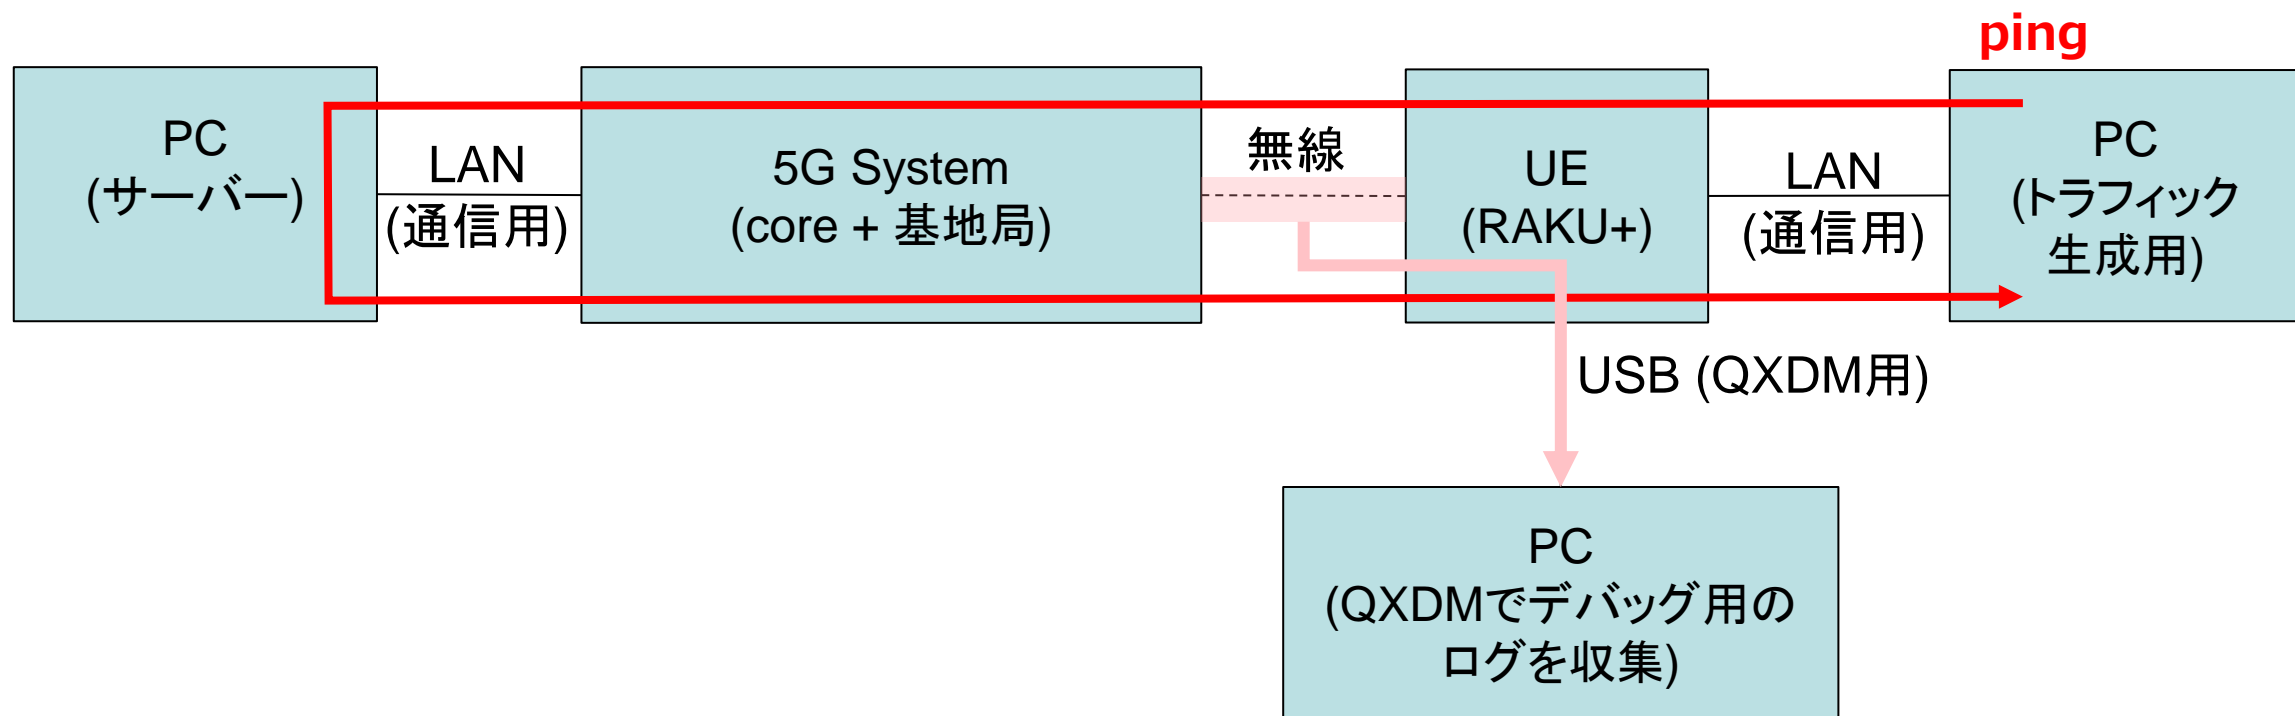 ping
PC
(サーバー)
LAN
(通信用)
5G System
(core + 基地局)
無線
UE
(RAKU+)
LAN
(通信用)
PC
(トラフィック
生成用)
USB (QXDM用)
PC
(QXDMでデバッグ用の
ログを収集)